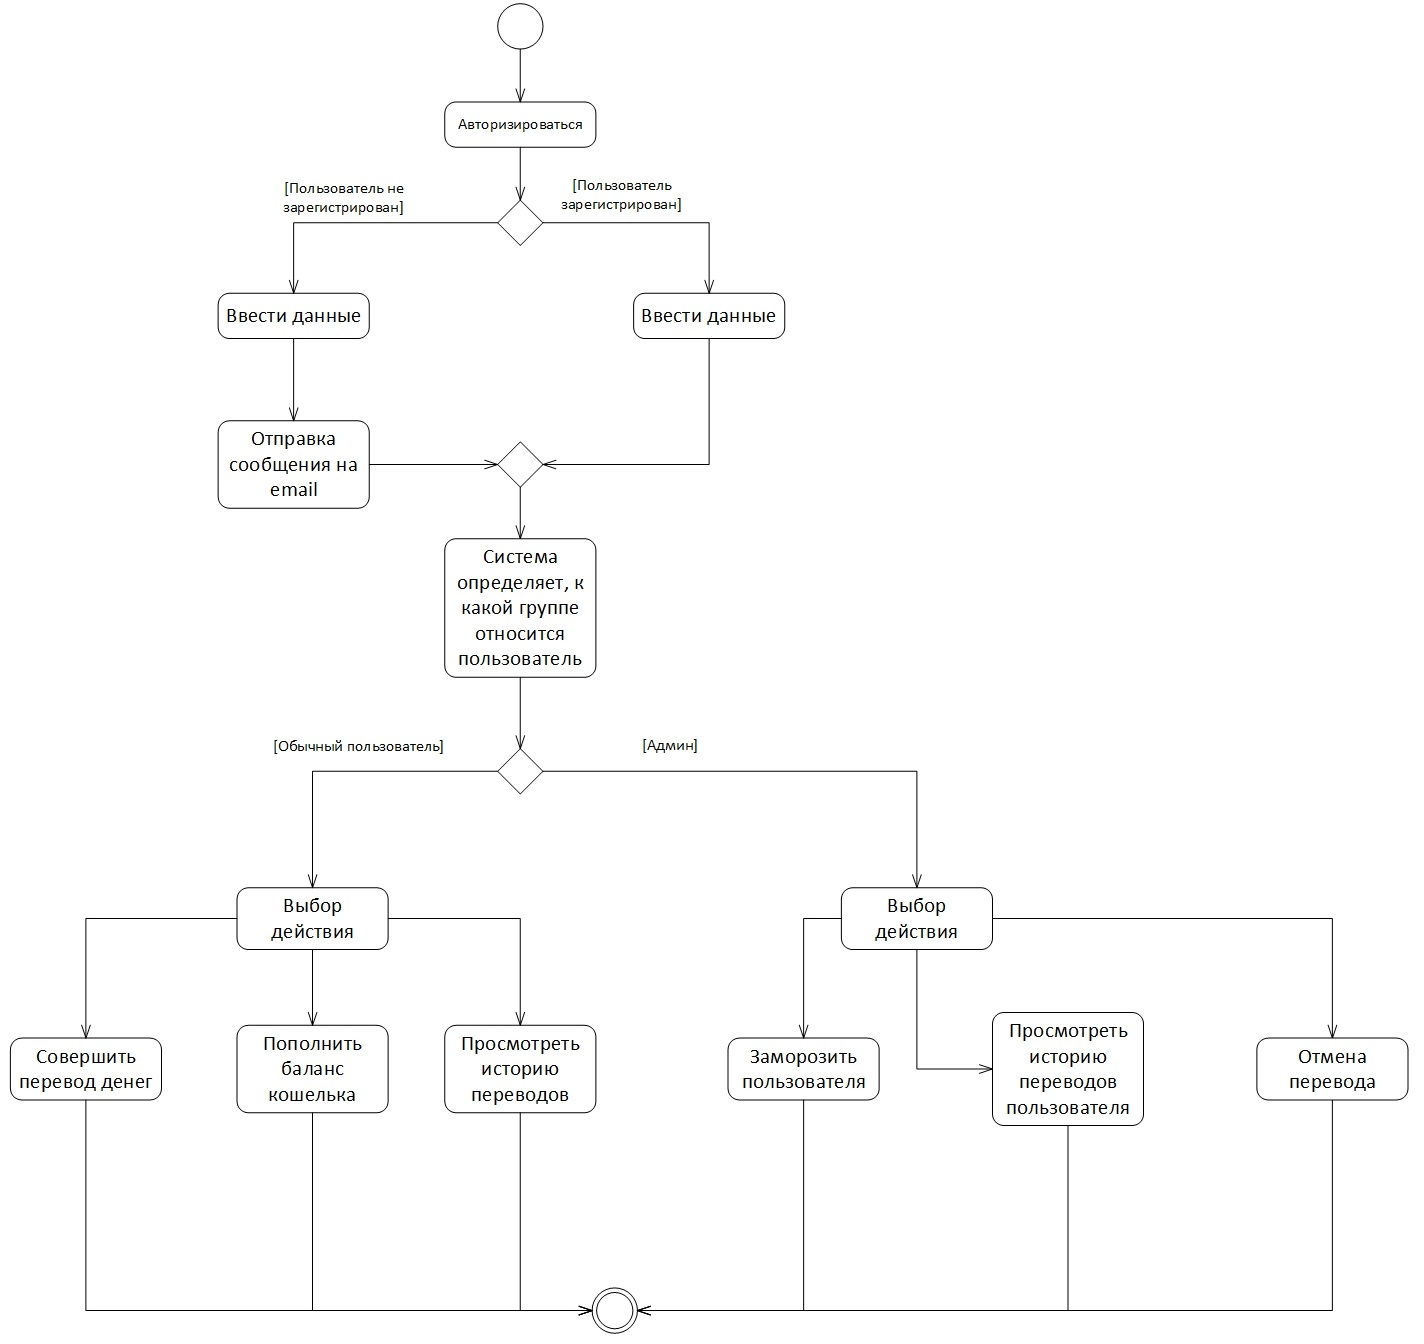 Авторизироваться
[Пользователь не
зарегистрирован]
[Пользователь
зарегистрирован]
Ввести данные
Ввести данные
Отправка
сообщения на
email
Система
определяет, к
какой группе
относится
пользователь
[Обычный пользователь]
[Админ]
Выбор
действия
Выбор
действия
Совершить
перевод денег
Пополнить
баланс
кошелька
Просмотреть
историю
переводов
Заморозить
пользователя
Просмотреть
историю
переводов
пользователя
Отмена
перевода